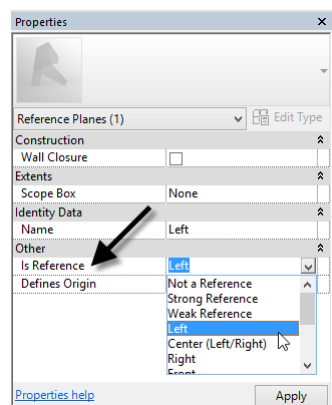 Properties
Reference Planes (1)
Edit Type
Construction
Wall Closure
Extents
Scope Box None
Identity Data
Name Left
Other
Is Reference Left
Defines Origin Not a Reference
Strong Reference
Weak Reference
Left
Center (Left/Right)
Right
Front
Properties help Apply